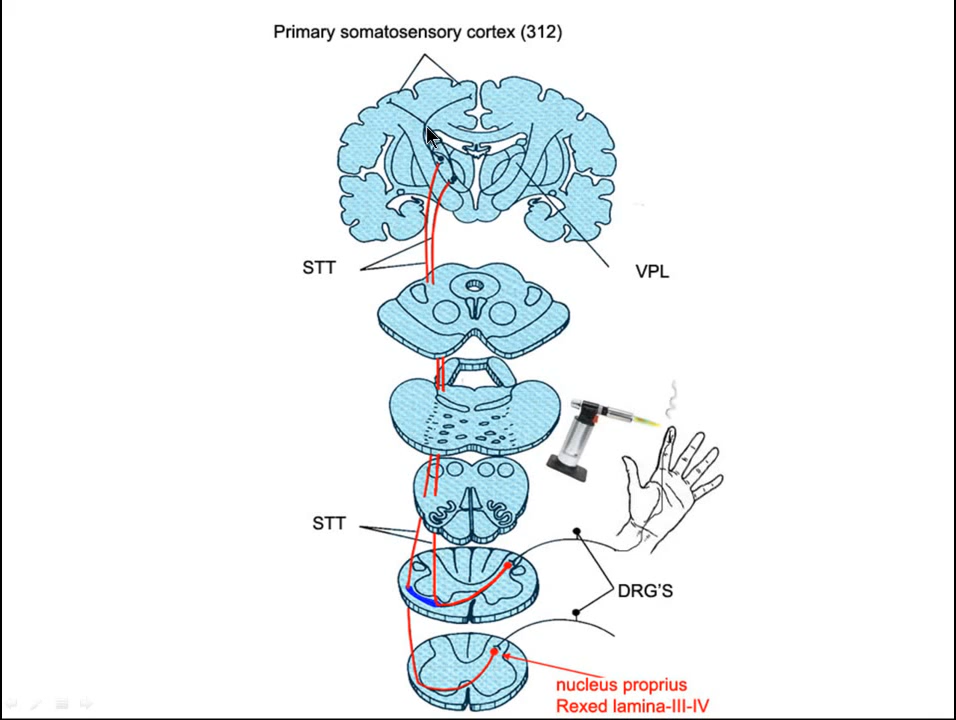 Primary somatosensory cortex (312)
STT
VPL
STT
DRG'S
nucleus proprius
Rexed lamina-III-IV